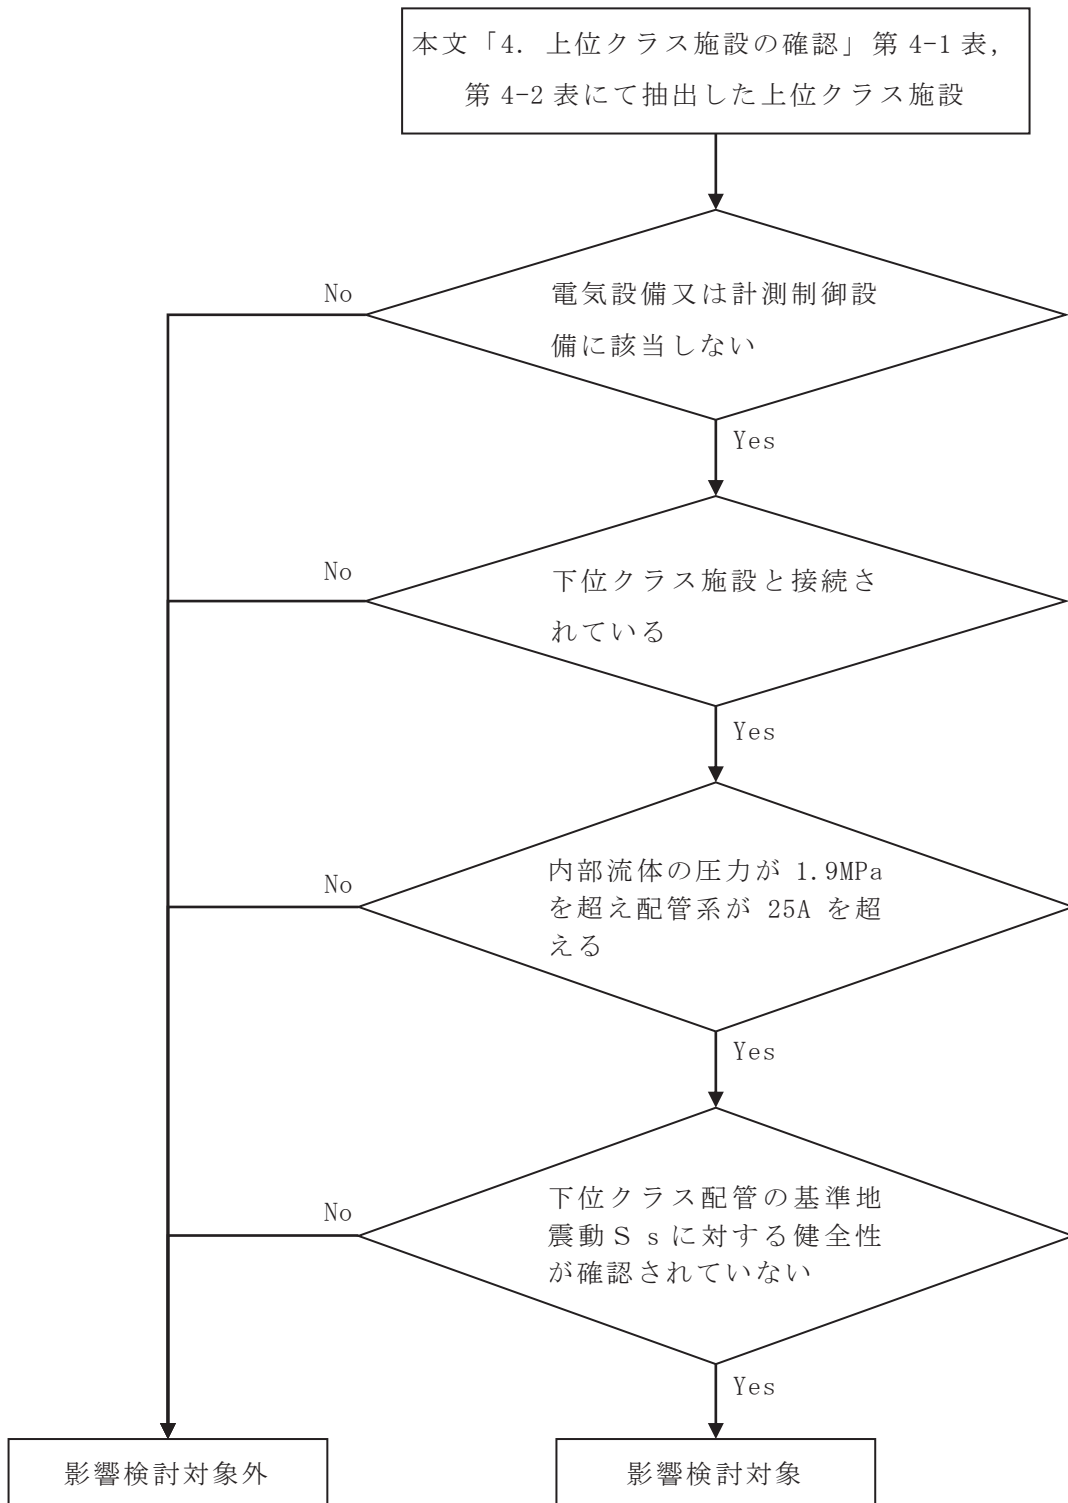 本文「4. 上位クラス施設の確認」第 4-1 表,
第 4-2 表にて抽出した上位クラス施設
No
電気設備又は計測制御設
備に該当しない
Yes
No
下位クラス施設と接続さ
れている
Yes
No
内部流体の圧力が 1.9MPa
を超え配管系が 25A を超
える
Yes
No
下位クラス配管の基準地
震動Ｓｓに対する健全性
が確認されていない
Yes
影響検討対象外
影響検討対象